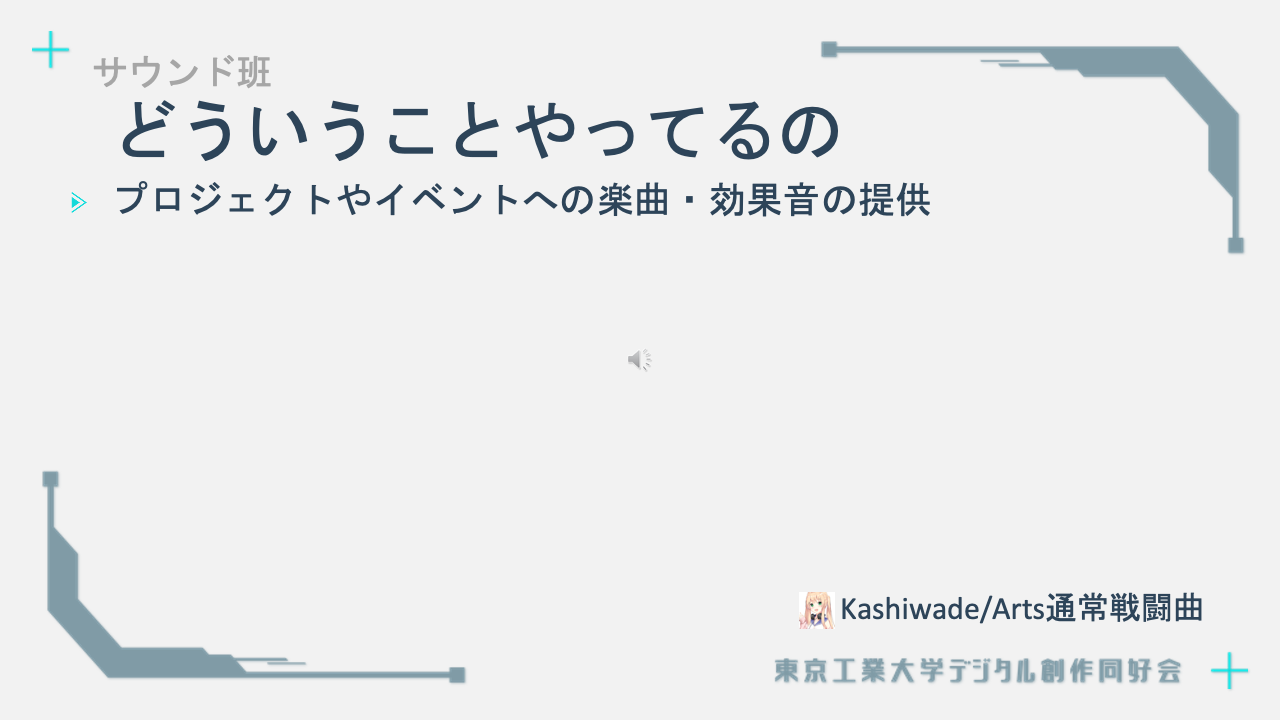 サウンド班
どういうことやってるの
プロジェクトやイベントへの楽曲・効果音の提供
Kashiwade/Arts通常戦闘曲
東京工業大学デジタル創作同好会